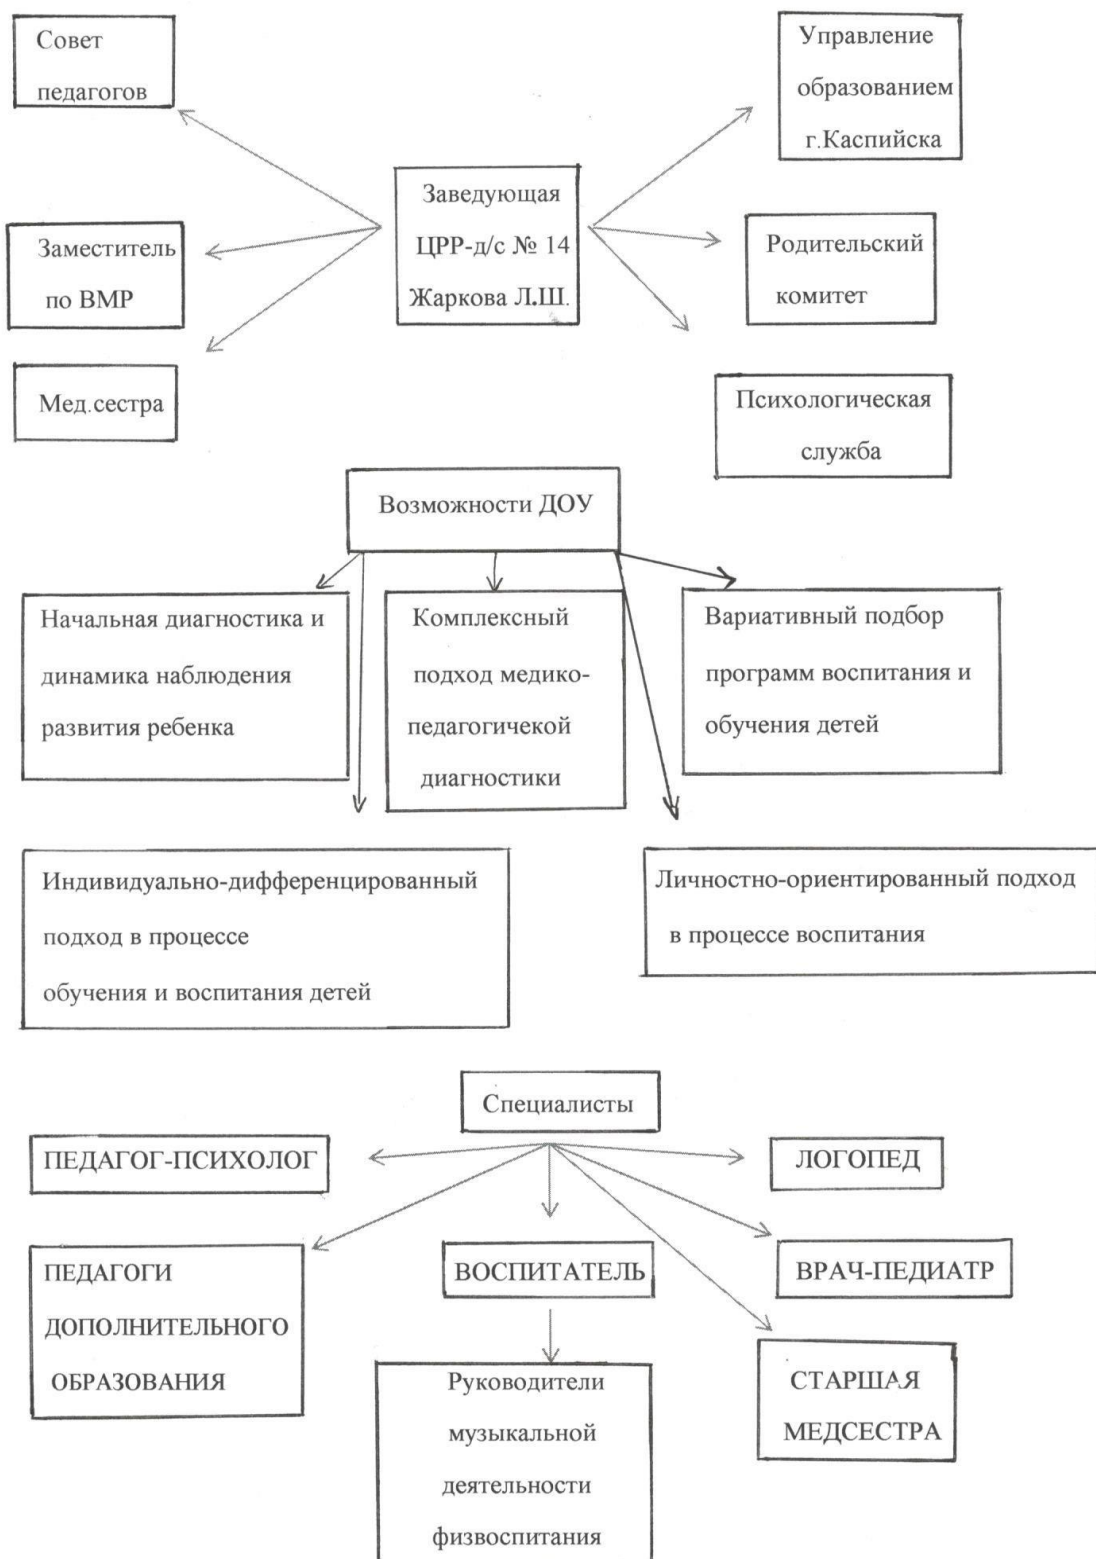 Совет
педагогов
Управление
образованием
г.Каспийска
Заведующая
ЦРР-д/с № 14
Жаркова Л.Ш.
Заместитель
по ВМР
Родительский
комитет
Мед.сестра
Психологическая
служба
Возможности ДОУ
Начальная диагностика и
динамика наблюдения
развития ребенка
Комплексный
подход медико-
педагогичекой
диагностики
Вариативный подбор
программ воспитания и
обучения детей
Индивидуально-дифференцированный
подход в процессе
обучения и воспитания детей
Личностно-ориентированный подход
в процессе воспитания
Специалисты
ПЕДАГОГ-ПСИХОЛОГ
ЛОГОПЕД
ПЕДАГОГИ
ДОПОЛНИТЕЛЬНОГО
ОБРАЗОВАНИЯ
ВОСПИТАТЕЛЬ
ВРАЧ-ПЕДИАТР
Руководители
музыкальной
деятельности
физвоспитания
СТАРШАЯ
МЕДСЕСТРА